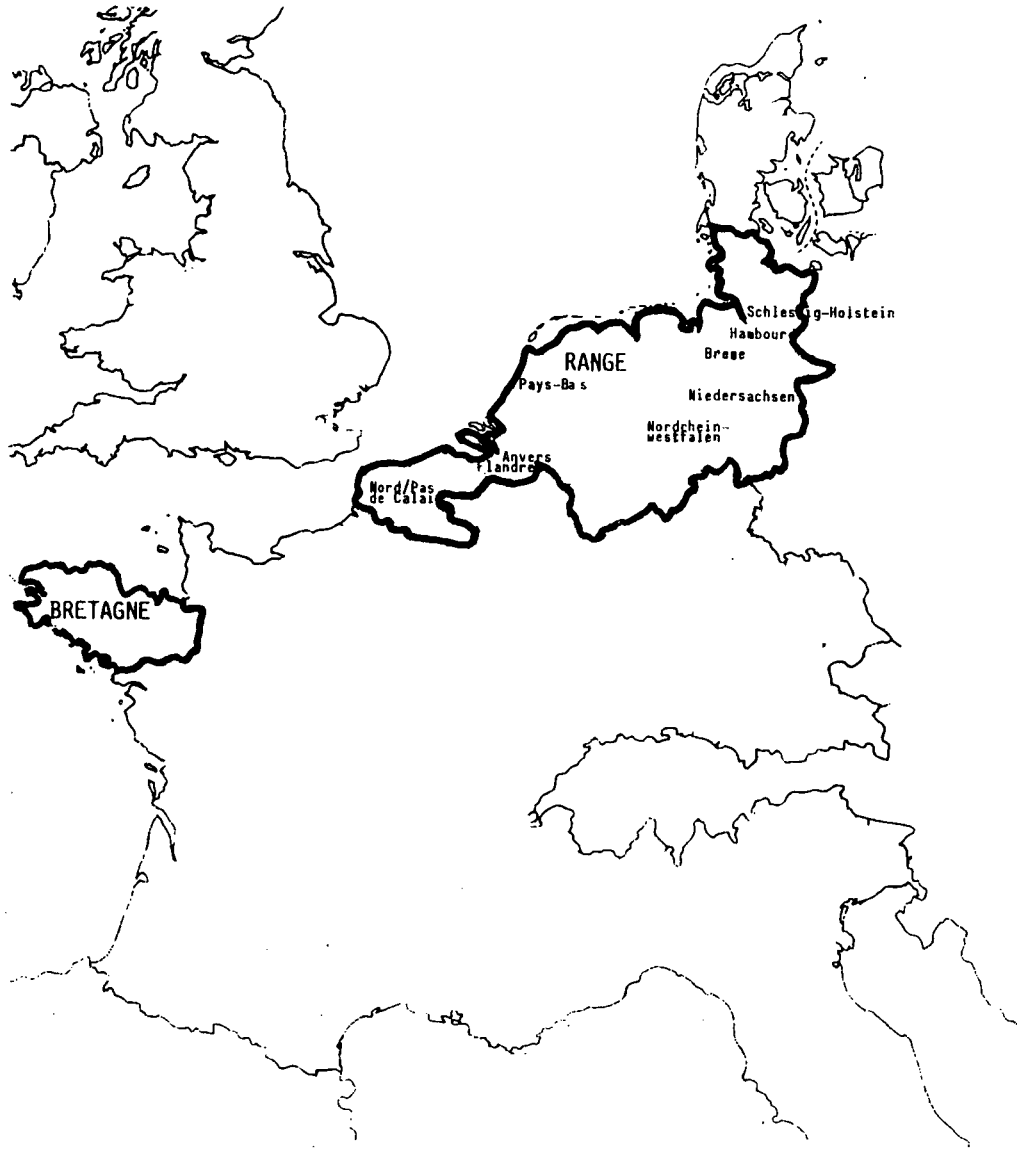 Schleswig-Holstein
Hambourg
Breme
RANGE
Pays-Bas
Niedersachsen
Nordchein-
westfalen
Anvers
Flandre
Nord/Pas
de Calai
BRETAGNE